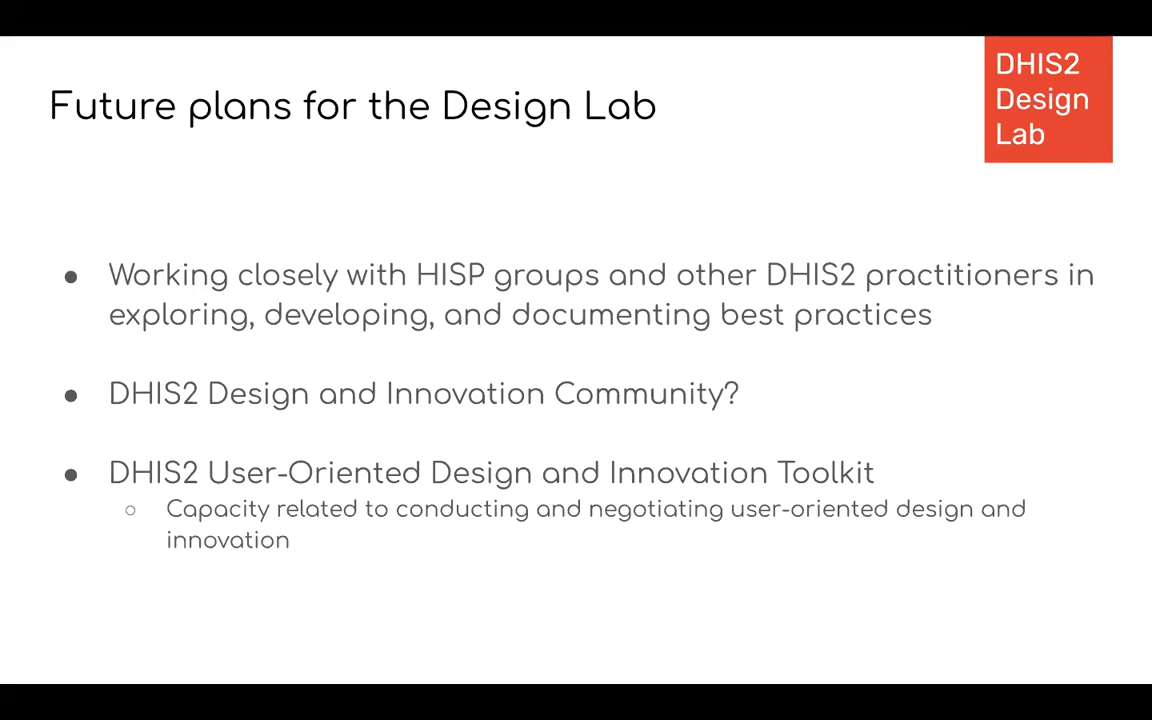 Future plans for the Design Lab
DHIS2
Design
Lab
● Working closely with HISP groups and other DHIS2 practitioners in
exploring, developing, and documenting best practices
● DHIS2 Design and Innovation Community?
● DHIS2 User-Oriented Design and Innovation Toolkit
○ Capacity related to conducting and negotiating user-oriented design and
innovation